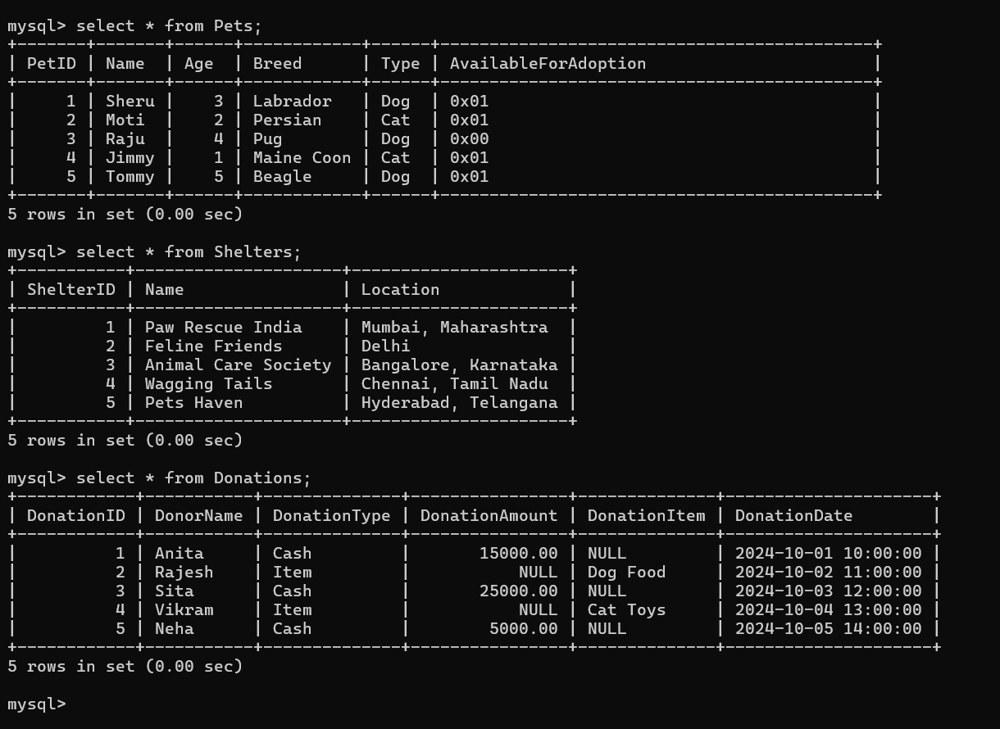 mysql> select * from Pets;
+-------+-------+------+------------+------+--------------------------------------------+
| PetID | Name  | Age  | Breed      | Type | AvailableForAdoption                       |
+-------+-------+------+------------+------+--------------------------------------------+
|     1 | Sheru |    3 | Labrador   | Dog  | 0x01                                       |
|     2 | Moti  |    2 | Persian    | Cat  | 0x01                                       |
|     3 | Raju  |    4 | Pug        | Dog  | 0x00                                       |
|     4 | Jimmy |    1 | Maine Coon | Cat  | 0x01                                       |
|     5 | Tommy |    5 | Beagle     | Dog  | 0x01                                       |
+-------+-------+------+------------+------+--------------------------------------------+
5 rows in set (0.00 sec)

mysql> select * from Shelters;
+-----------+---------------------+----------------------+
| ShelterID | Name                | Location             |
+-----------+---------------------+----------------------+
|         1 | Paw Rescue India    | Mumbai, Maharashtra  |
|         2 | Feline Friends      | Delhi                |
|         3 | Animal Care Society | Bangalore, Karnataka |
|         4 | Wagging Tails       | Chennai, Tamil Nadu  |
|         5 | Pets Haven          | Hyderabad, Telangana |
+-----------+---------------------+----------------------+
5 rows in set (0.00 sec)

mysql> select * from Donations;
+------------+-----------+--------------+----------------+--------------+---------------------+
| DonationID | DonorName | DonationType | DonationAmount | DonationItem | DonationDate        |
+------------+-----------+--------------+----------------+--------------+---------------------+
|          1 | Anita     | Cash         |       15000.00 | NULL         | 2024-10-01 10:00:00 |
|          2 | Rajesh    | Item         |           NULL | Dog Food     | 2024-10-02 11:00:00 |
|          3 | Sita      | Cash         |       25000.00 | NULL         | 2024-10-03 12:00:00 |
|          4 | Vikram    | Item         |           NULL | Cat Toys     | 2024-10-04 13:00:00 |
|          5 | Neha      | Cash         |        5000.00 | NULL         | 2024-10-05 14:00:00 |
+------------+-----------+--------------+----------------+--------------+---------------------+
5 rows in set (0.00 sec)

mysql>